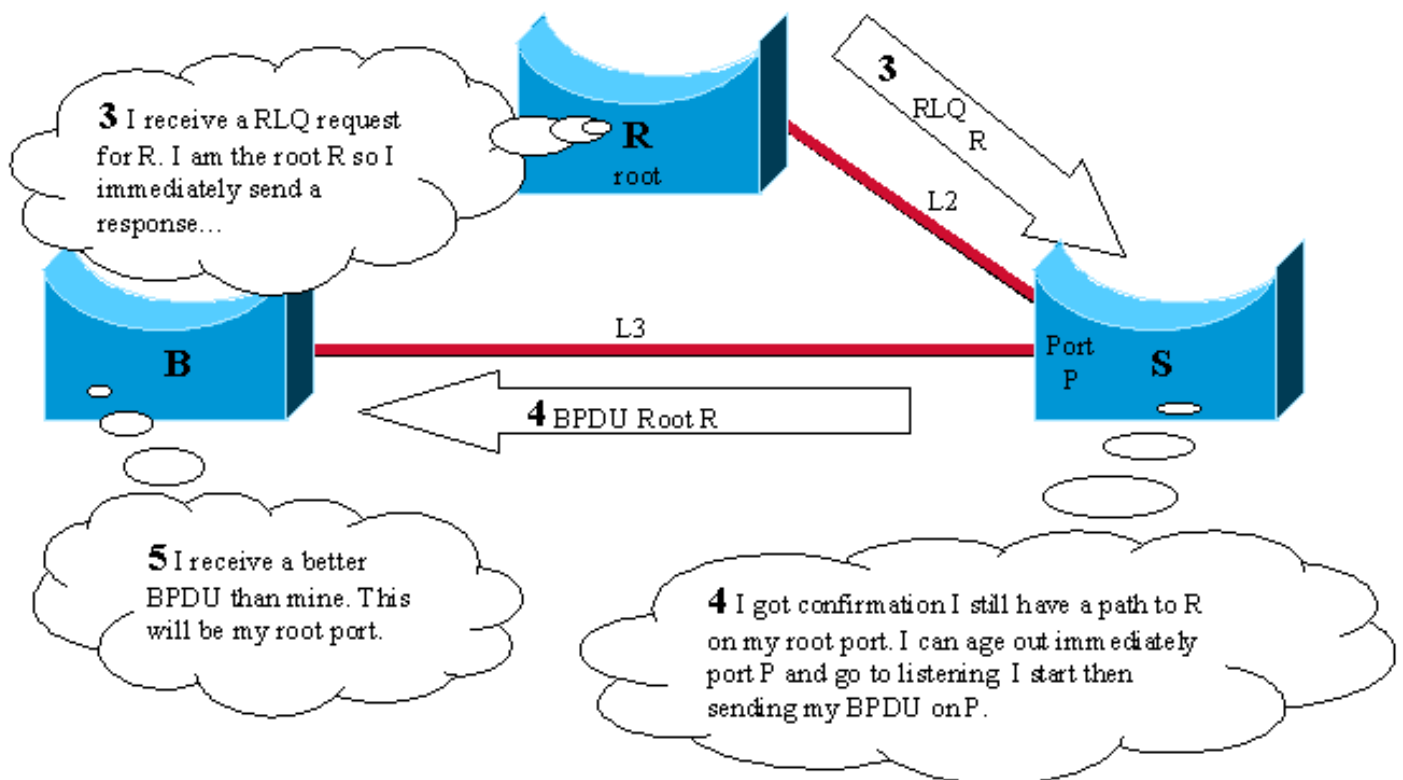 3 I receive a RLQ request
for R. I am the root R so I
immediately send a
response...
R
root
3
RLQ
R
L2
B
L3
Port
P
S
4 BPDU Root R
5 I receive a better
BPDU than mine. This
will be my root port.
4 I got confirmation I still have a path to R
on my root port. I can age out immediately
port P and go to listening. I start then
sending my BPDU on P.